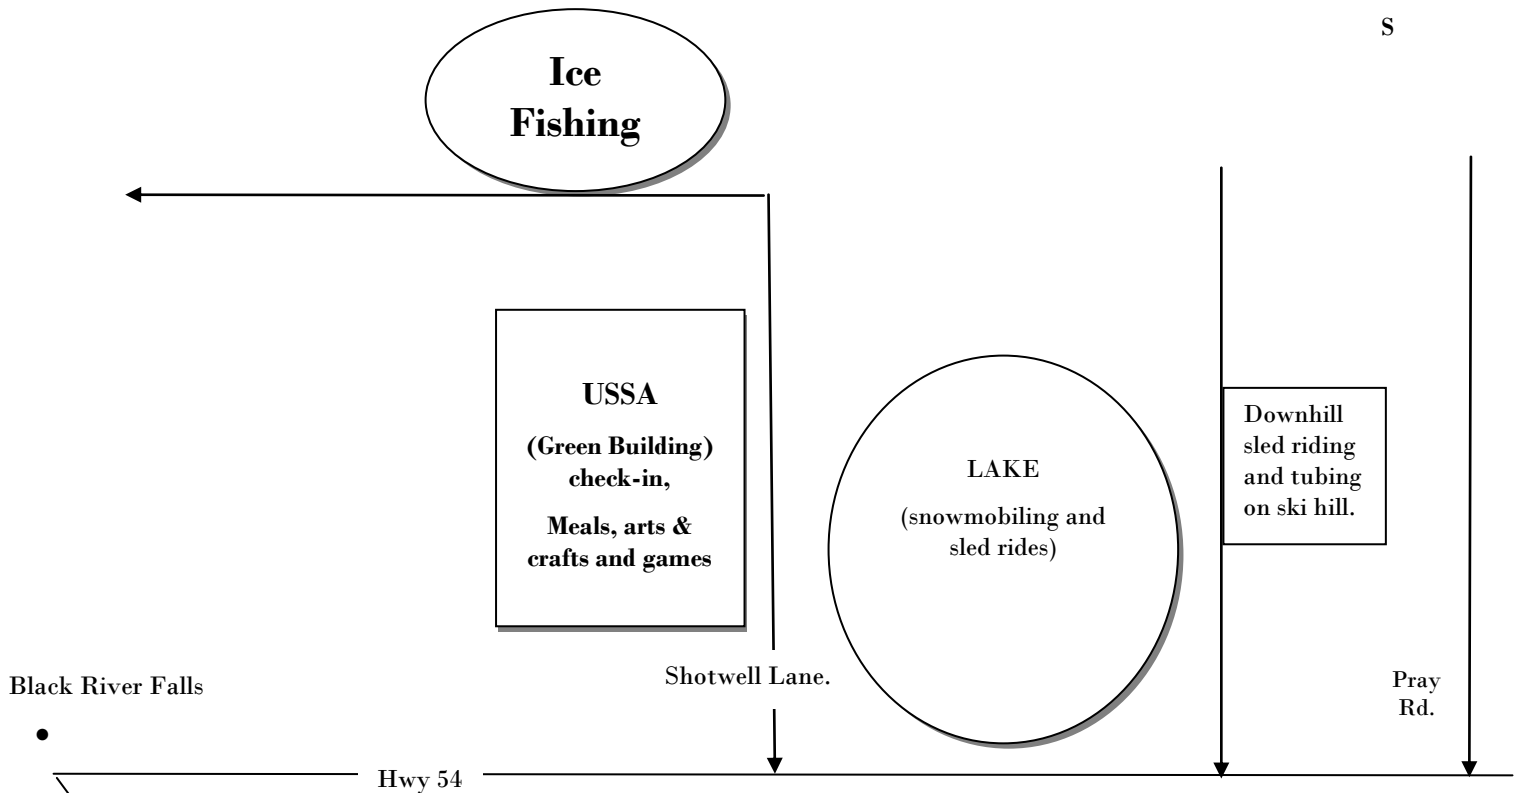 S
Ice
Fishing
USSA
(Green Building)
check-in,
Meals, arts &
crafts and games
LAKE
(snowmobiling and
sled rides)
Downhill
sled riding
and tubing
on ski hill.
Shotwell Lane.
Black River Falls
Pray
Rd.
Hwy 54